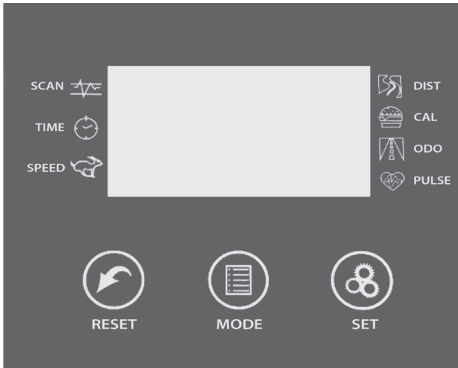 SCAN
TIME
SPEED
DIST
CAL
ODO
PULSE
RESET
MODE
SET